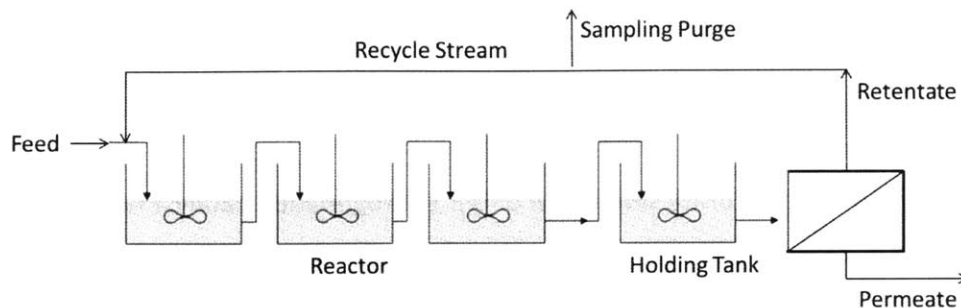 Sampling Purge
Recycle Stream
Retentate
Feed
Reactor
Holding Tank
Permeate